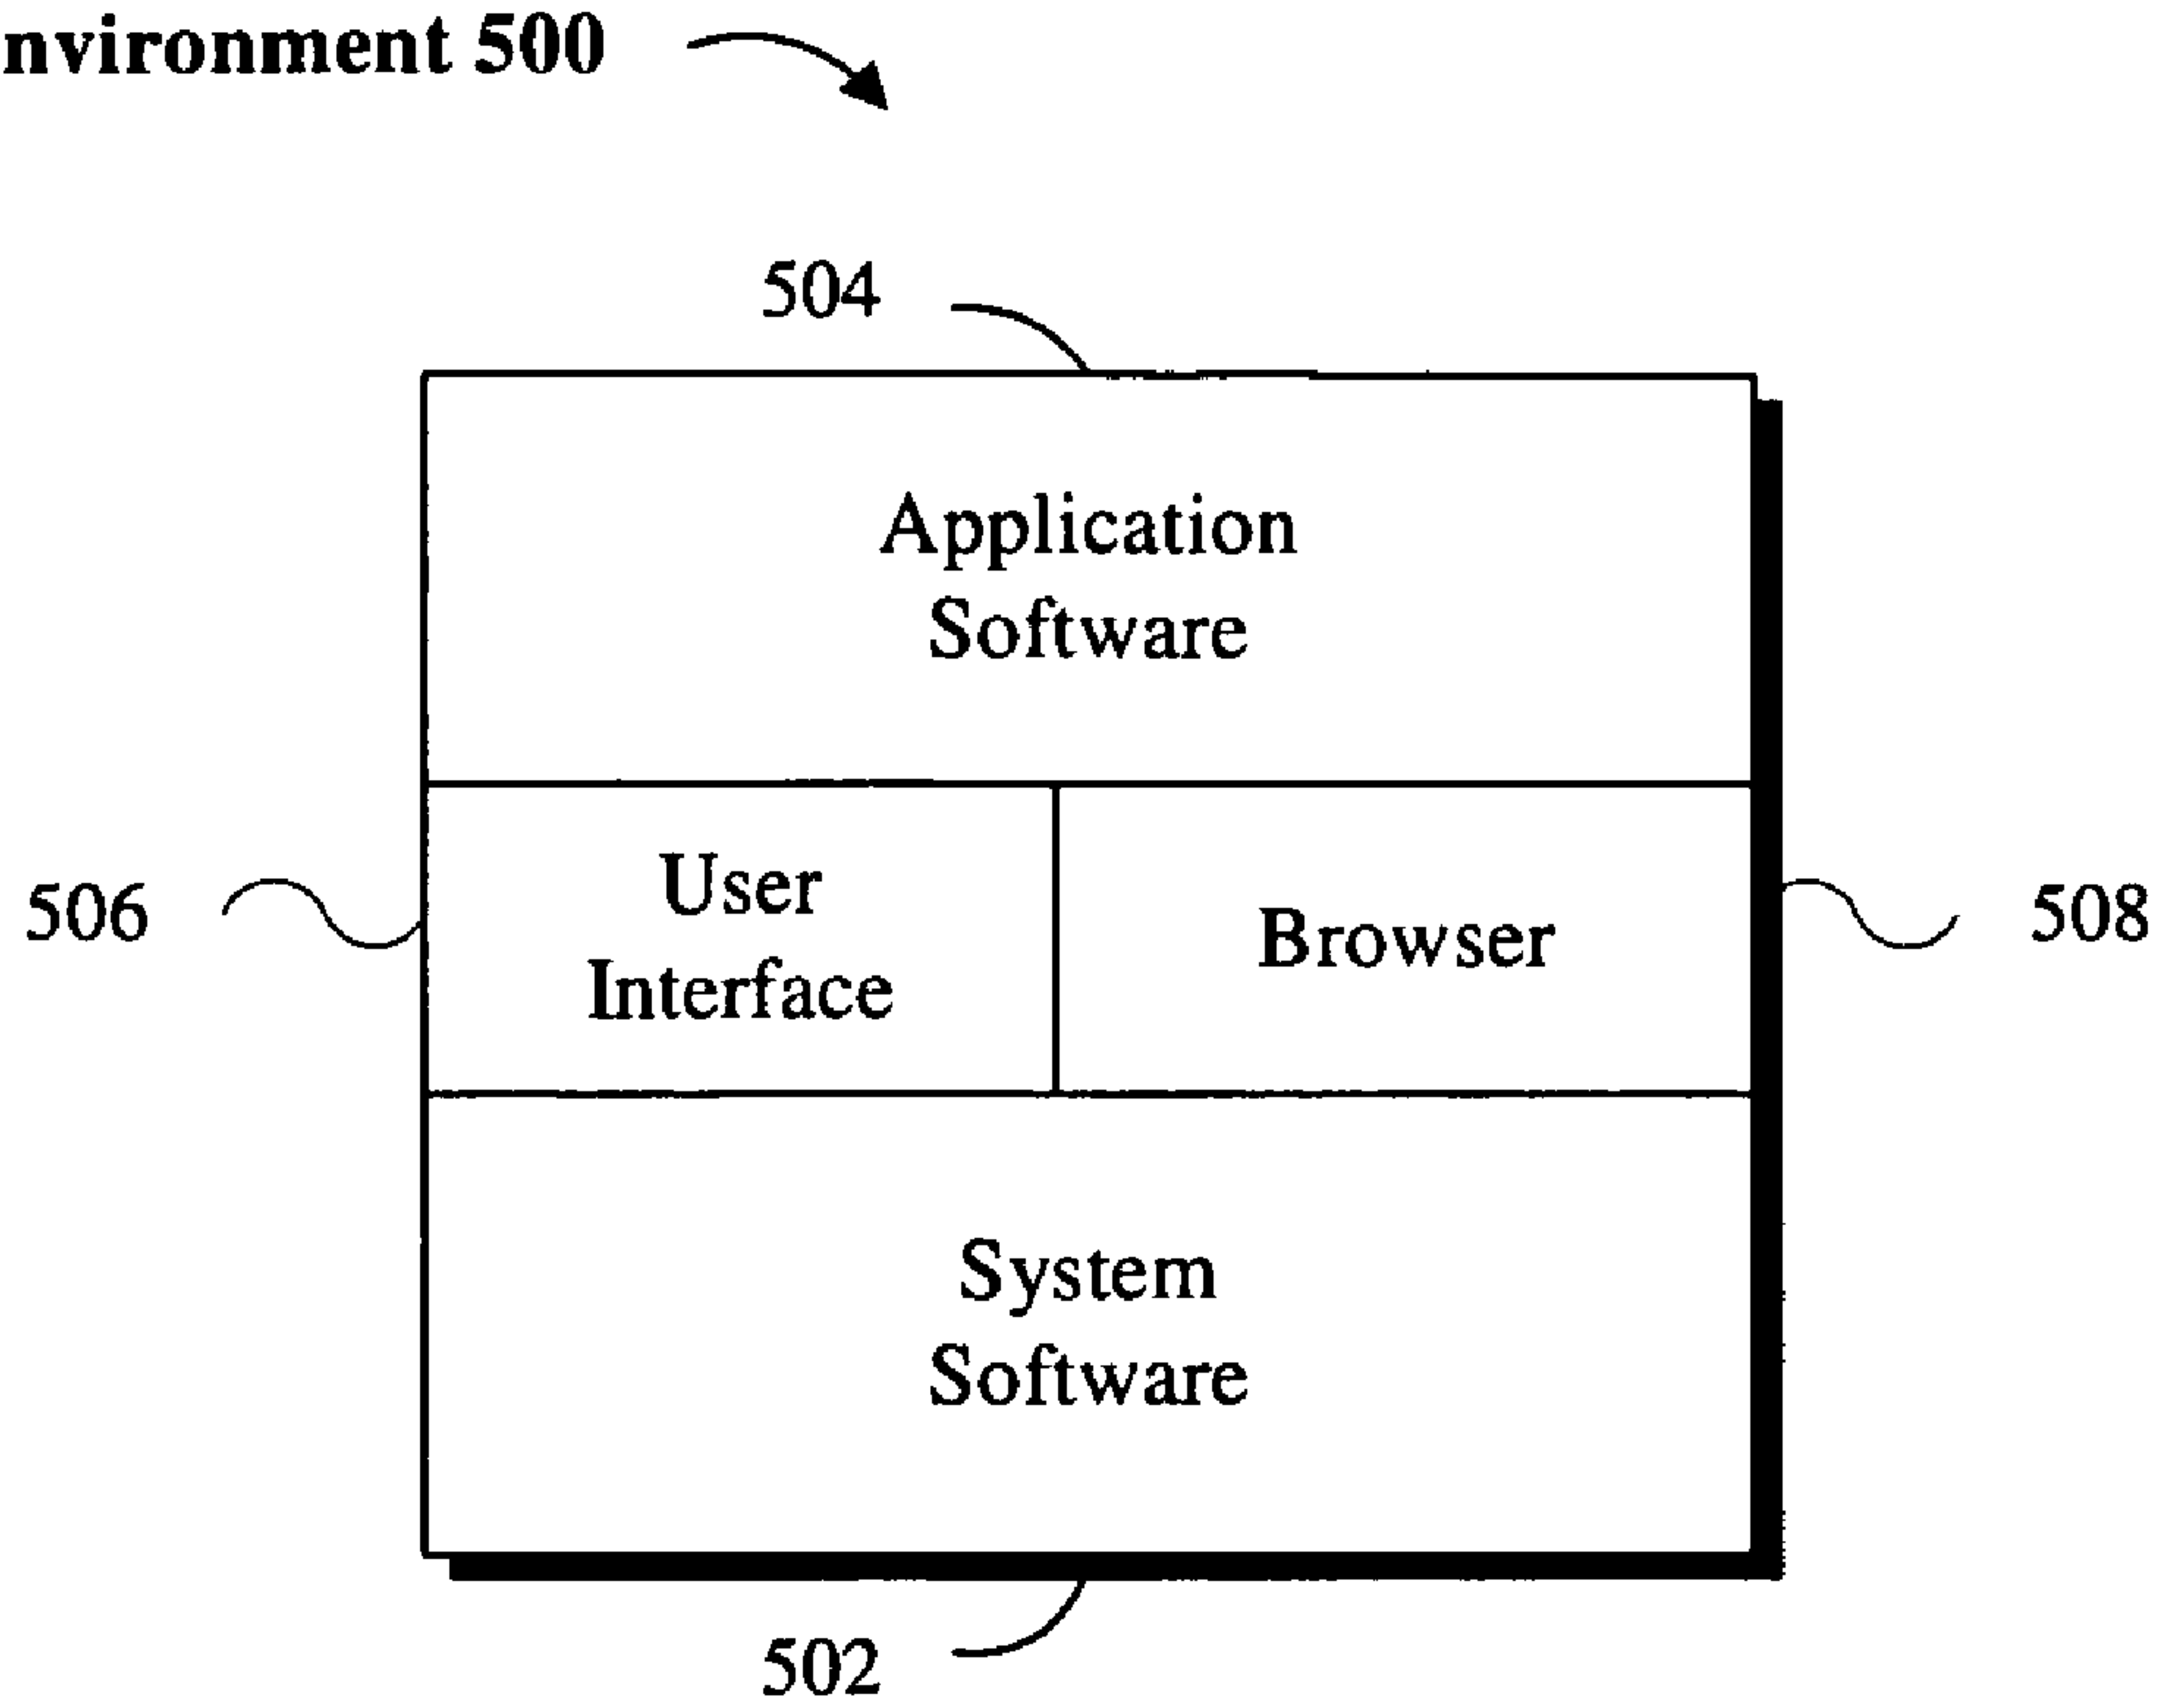 nvironment 500
504
Application
Software
506
User
Interface
Browser
508
System
Software
502